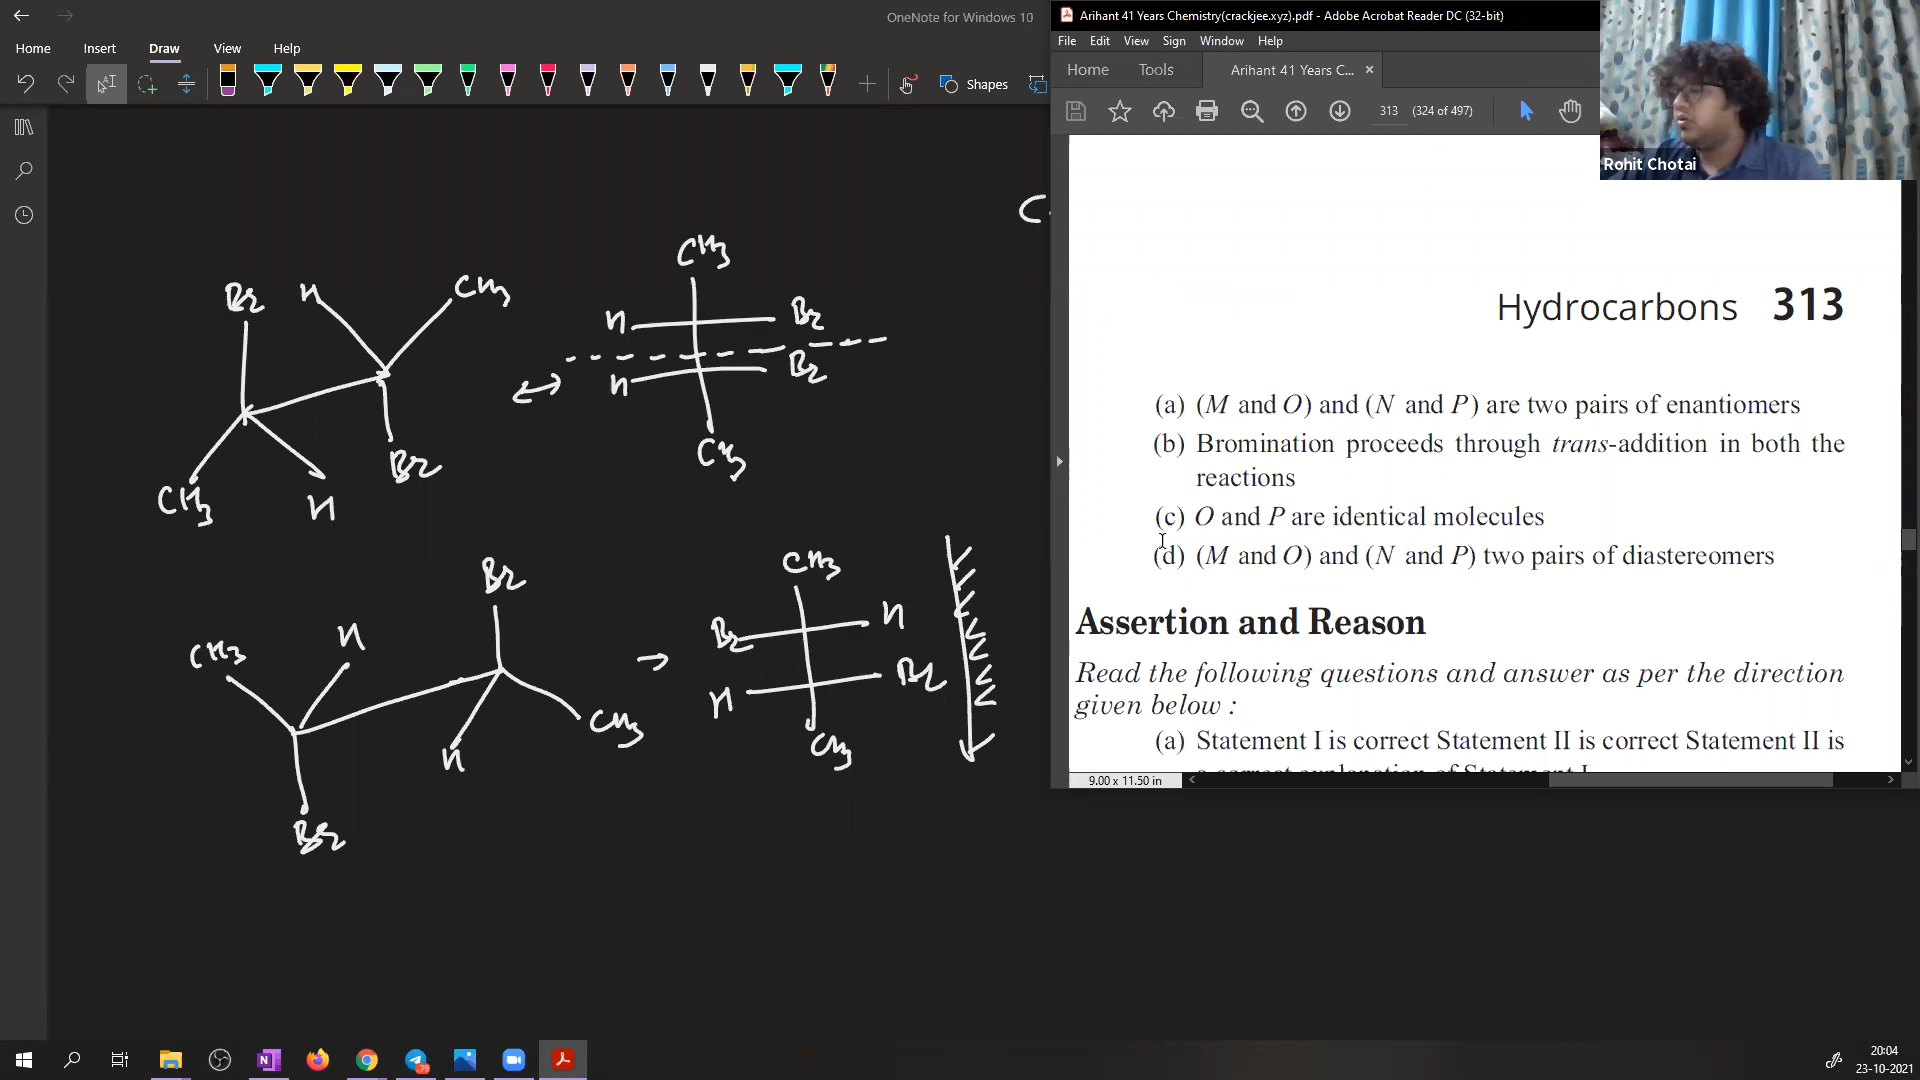 OneNote for Windows 10
Home Insert Draw View Help
Shapes
Br H CH3
CH3 H Br
CH3
H Br
H Br
CH3
CH3 H Br
Br H CH3
CH3
Br H
H Br
CH3
C
Arihant 41 Years Chemistry(crackjee.xyz).pdf - Adobe Acrobat Reader DC (32-bit)
File Edit View Sign Window Help
Home Tools Arihant 41 Years C... ×
313 (324 of 497)
Rohit Chotai
Hydrocarbons 313
(a) (M and O) and (N and P) are two pairs of enantiomers
(b) Bromination proceeds through trans-addition in both the
reactions
(c) O and P are identical molecules
(d) (M and O) and (N and P) two pairs of diastereomers
Assertion and Reason
Read the following questions and answer as per the direction
given below :
(a) Statement I is correct Statement II is correct Statement II is
a correct explanation of Statement I
9.00 x 11.50 in
79
20:04
23-10-2021